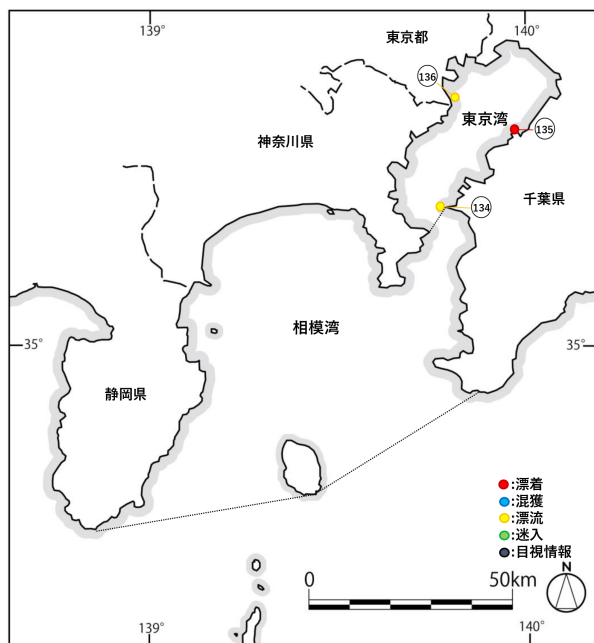 139°
140°
東京都
136
東京湾
135
神奈川県
千葉県
134
相模湾
35°
35°
静岡県
●:漂着
●:混獲
●:漂流
●:迷入
●:目視情報
N
0 50km
139°
140°